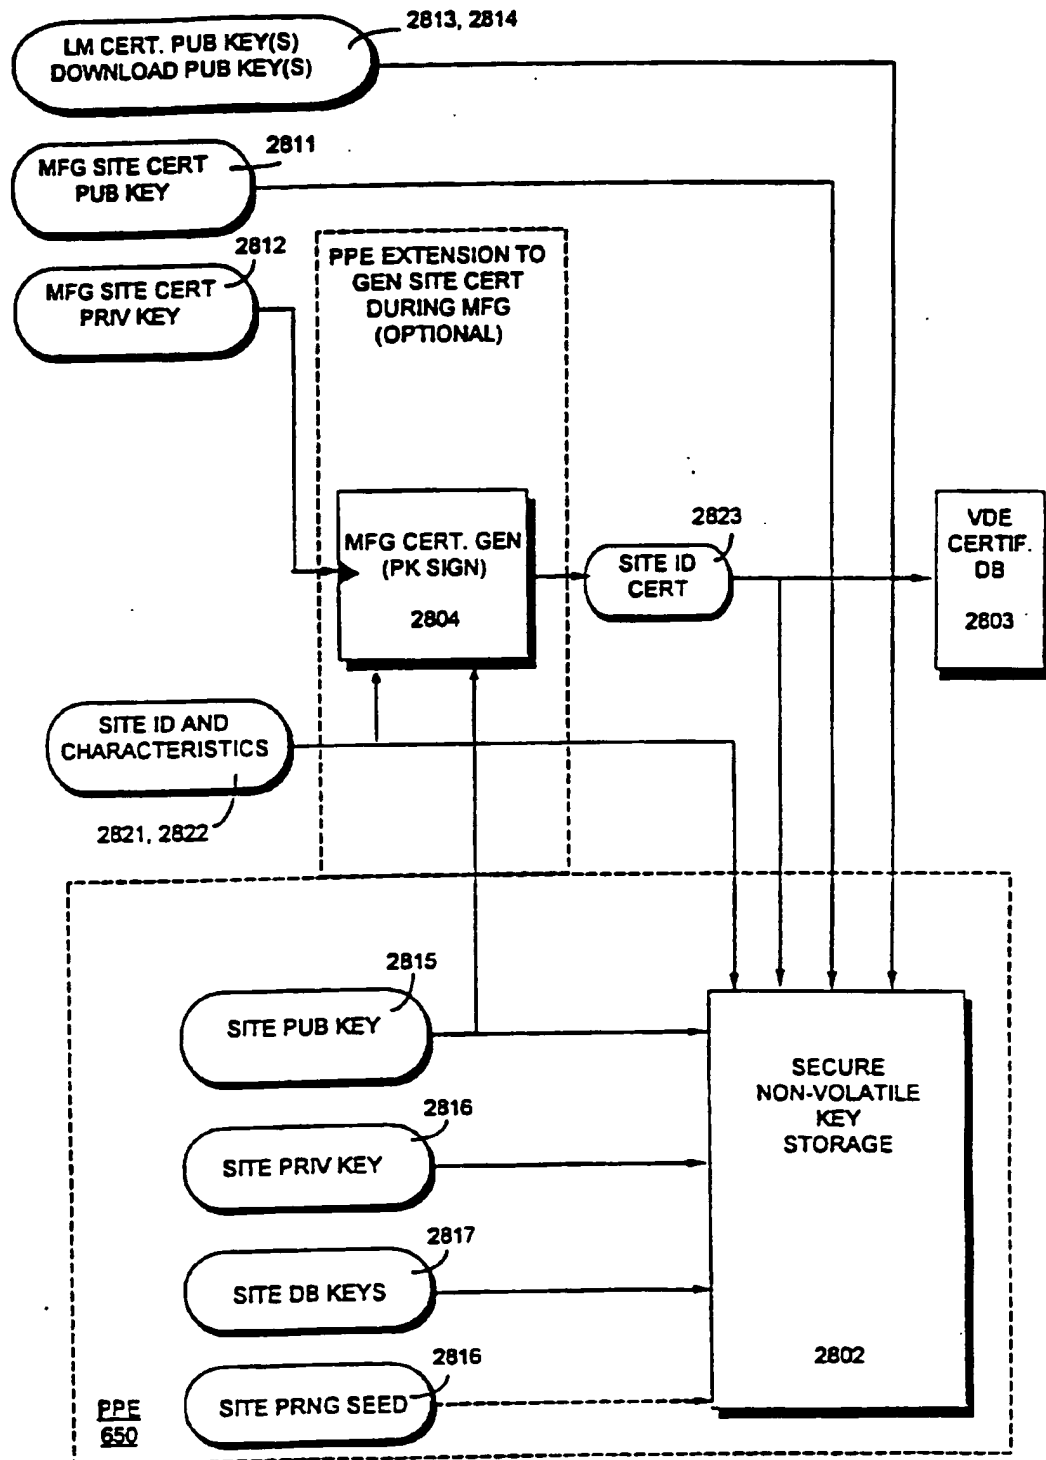 2813, 2814
LM CERT. PUB KEY(S)
DOWNLOAD PUB KEY(S)
2811
MFG SITE CERT
PUB KEY
2812
MFG SITE CERT
PRIV KEY
PPE EXTENSION TO
GEN SITE CERT
DURING MFG
(OPTIONAL)
MFG CERT. GEN
(PK SIGN)
2804
2823
SITE ID
CERT
VDE
CERTIF.
DB
2803
SITE ID AND
CHARACTERISTICS
2821, 2822
2815
SITE PUB KEY
2816
SITE PRIV KEY
2817
SITE DB KEYS
2816
SITE PRNG SEED
SECURE
NON-VOLATILE
KEY
STORAGE
2802
PPE
650